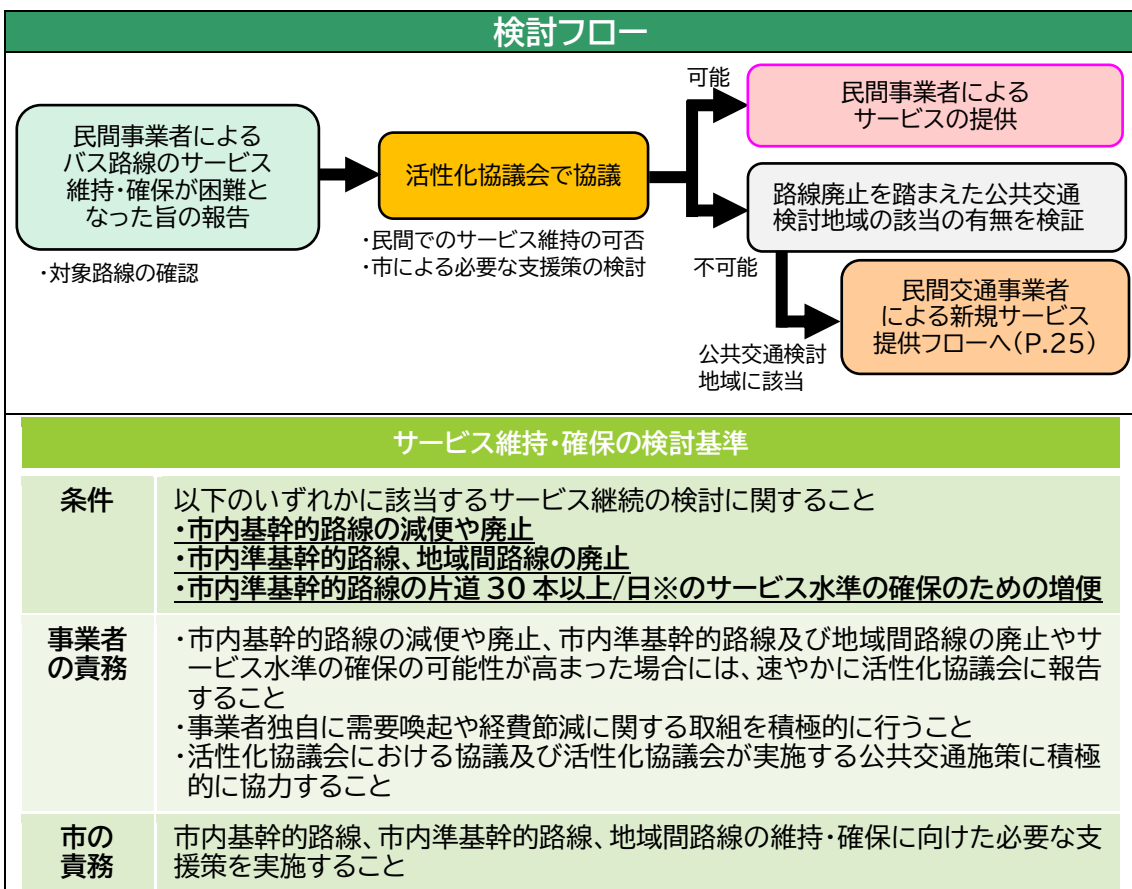 検討フロー
民間事業者による
バス路線のサービス
維持・確保が困難と
なった旨の報告
・対象路線の確認
活性化協議会で協議
・民間でのサービス維持の可否
・市による必要な支援策の検討
可能
民間事業者による
サービスの提供
不可能
路線廃止を踏まえた公共交通
検討地域の該当の有無を検証
公共交通検討
地域に該当
民間交通事業者
による新規サービス
提供フローへ(P.25)
サービス維持・確保の検討基準
条件
以下のいずれかに該当するサービス継続の検討に関すること
・市内基幹的路線の減便や廃止
・市内準基幹的路線、地域間路線の廃止
・市内準基幹的路線の片道 30 本以上/日※のサービス水準の確保のための増便
事業者
の責務
・市内基幹的路線の減便や廃止、市内準基幹的路線及び地域間路線の廃止やサ
ービス水準の確保の可能性が高まった場合には、速やかに活性化協議会に報告
すること
・事業者独自に需要喚起や経費節減に関する取組を積極的に行うこと
・活性化協議会における協議及び活性化協議会が実施する公共交通施策に積極
的に協力すること
市の
責務
市内基幹的路線、市内準基幹的路線、地域間路線の維持・確保に向けた必要な支
援策を実施すること